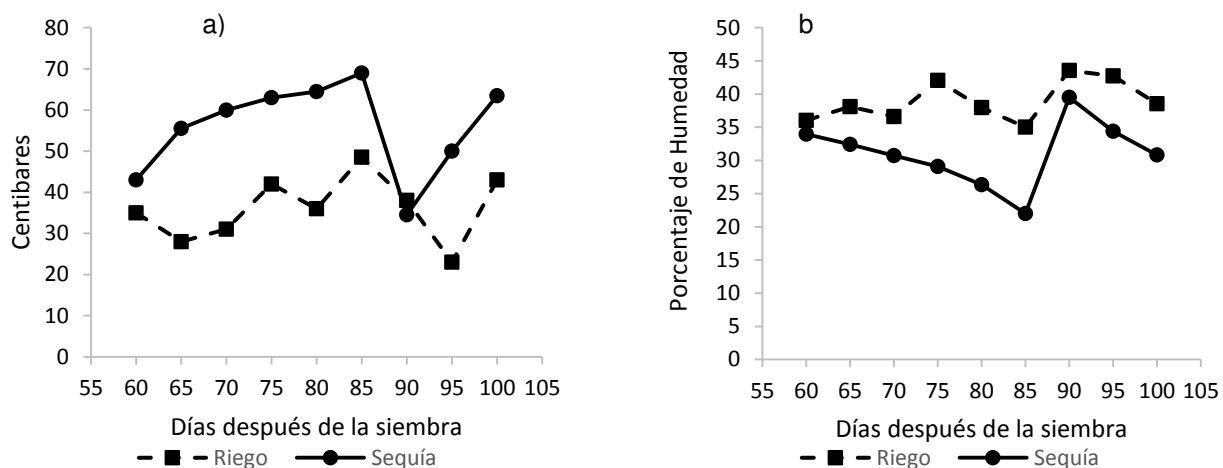 a)
80
70
60
50
40
30
20
10
0
Centibares
55 60 65 70 75 80 85 90 95 100 105
Días después de la siembra
Riego Sequía
b
50
45
40
35
30
25
20
15
10
5
0
Porcentaje de Humedad
55 60 65 70 75 80 85 90 95 100 105
Días después de la siembra
Riego Sequía